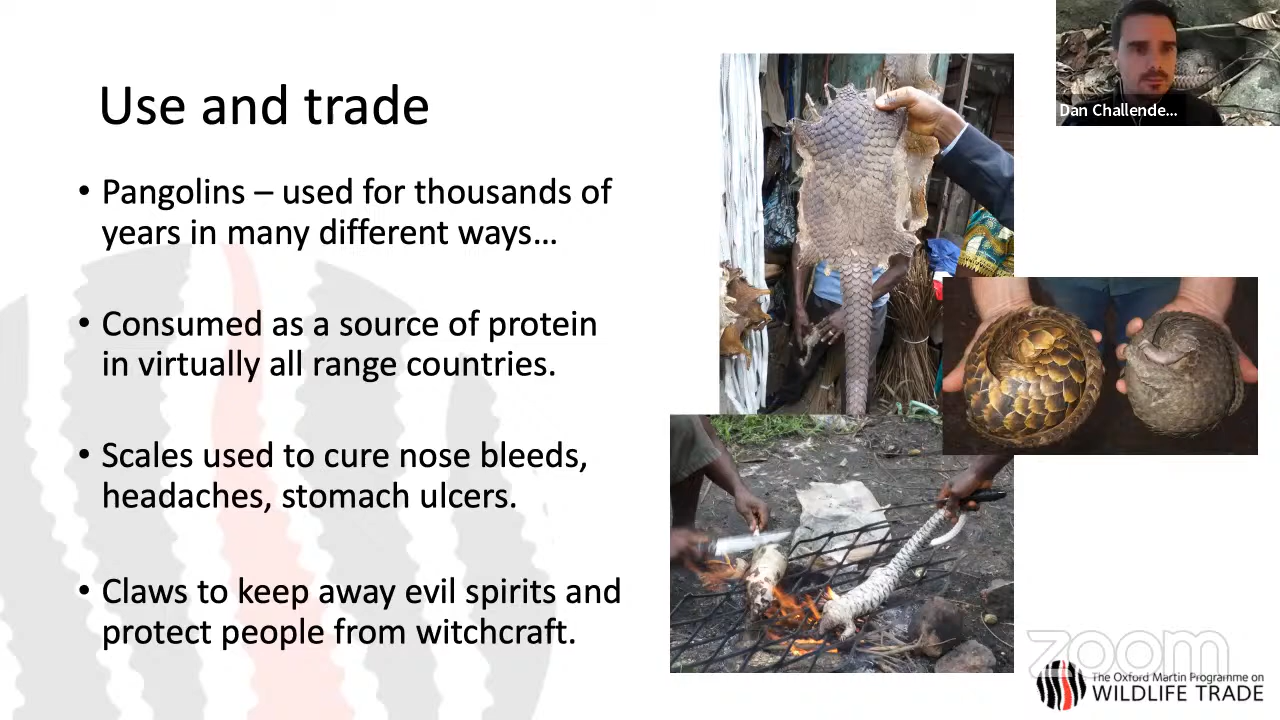 Use and trade
• Pangolins – used for thousands of
years in many different ways…
• Consumed as a source of protein
in virtually all range countries.
• Scales used to cure nose bleeds,
headaches, stomach ulcers.
• Claws to keep away evil spirits and
protect people from witchcraft.
Dan Challende...
zoom
The Oxford Martin Programme on
WILDLIFE TRADE